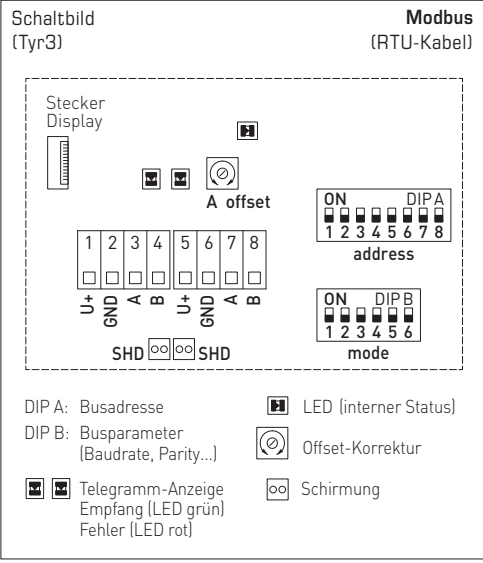 Schaltbild
(Tyr3)
Modbus
(RTU-Kabel)
Stecker
Display
A offset
ON DIP A
1 2 3 4 5 6 7 8
address
1 2 3 4 5 6 7 8
U+ GND A B U+ GND A B
ON DIP B
1 2 3 4 5 6
mode
SHD SHD
DIP A: Busadresse
DIP B: Busparameter
(Baudrate, Parity...)
Telegramm-Anzeige
Empfang (LED grün)
Fehler (LED rot)
LED (interner Status)
Offset-Korrektur
Schirmung